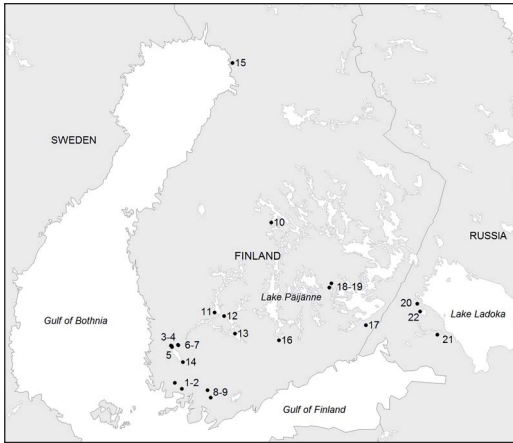 15
SWEDEN
10
RUSSIA
FINLAND
18-19
Lake Päijänne
20
Lake Ladoka
11
12
22
Gulf of Bothnia
17
13
21
3-4
6-7
16
5
14
1-2
8-9
Gulf of Finland